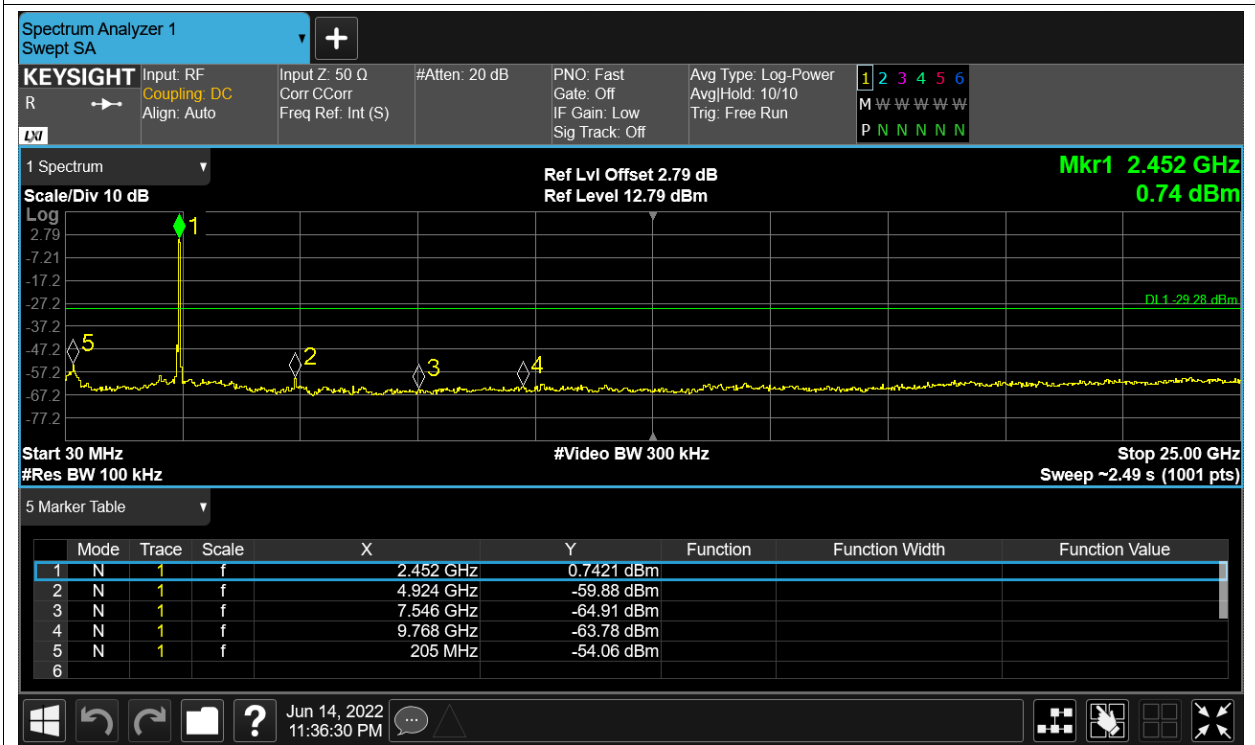 Spectrum Analyzer 1
Swept SA
+
KEYSIGHT Input: RF Input Z: 50 Ω #Atten: 20 dB PNO: Fast Avg Type: Log-Power 1 2 3 4 5 6
R Coupling: DC Corr CCorr Gate: Off Avg|Hold: 10/10 M W W W W W
Align: Auto Freq Ref: Int (S) IF Gain: Low Trig: Free Run
LXI Sig Track: Off P N N N N N
1 Spectrum Ref Lvl Offset 2.79 dB Mkr1 2.452 GHz
Scale/Div 10 dB Ref Level 12.79 dBm 0.74 dBm
Log
1
2.79
-7.21
-17.2
-27.2
DL1 -29.28 dBm
-37.2
5
-47.2
2
3
4
-57.2
-67.2
-77.2
Start 30 MHz #Video BW 300 kHz Stop 25.00 GHz
#Res BW 100 kHz Sweep ~2.49 s (1001 pts)
5 Marker Table
Mode Trace Scale X Y Function Function Width Function Value
1 N 1 f 2.452 GHz 0.7421 dBm
2 N 1 f 4.924 GHz -59.88 dBm
3 N 1 f 7.546 GHz -64.91 dBm
4 N 1 f 9.768 GHz -63.78 dBm
5 N 1 f 205 MHz -54.06 dBm
6
? Jun 14, 2022
11:36:30 PM